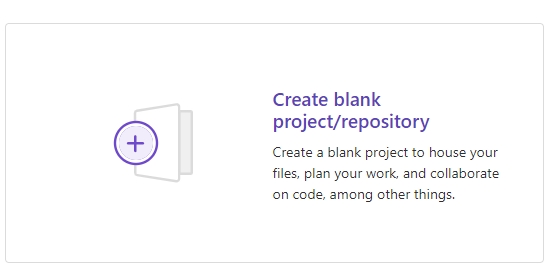 Create blank
project/repository
Create a blank project to house your
files, plan your work, and collaborate
on code, among other things.